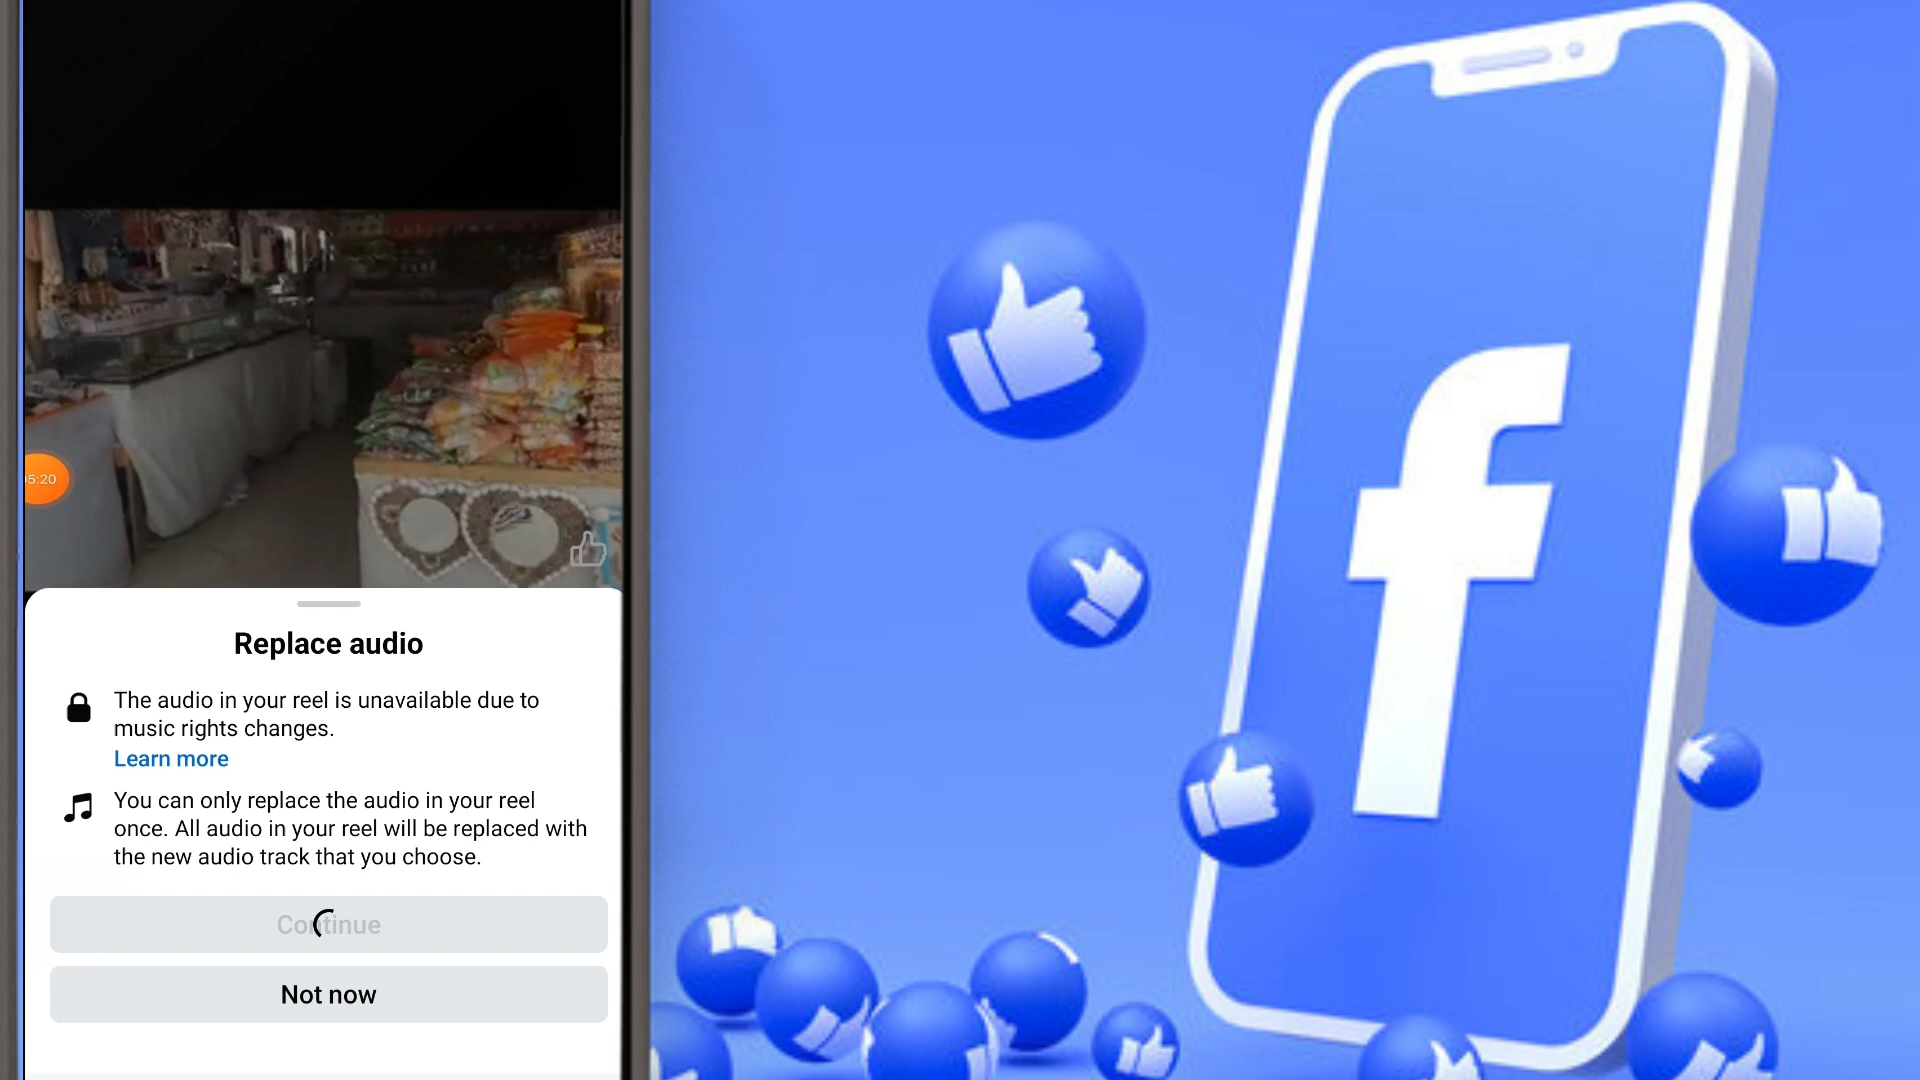 5:20
Replace audio
The audio in your reel is unavailable due to
music rights changes.
Learn more
You can only replace the audio in your reel
once. All audio in your reel will be replaced with
the new audio track that you choose.
Continue
Not now
f